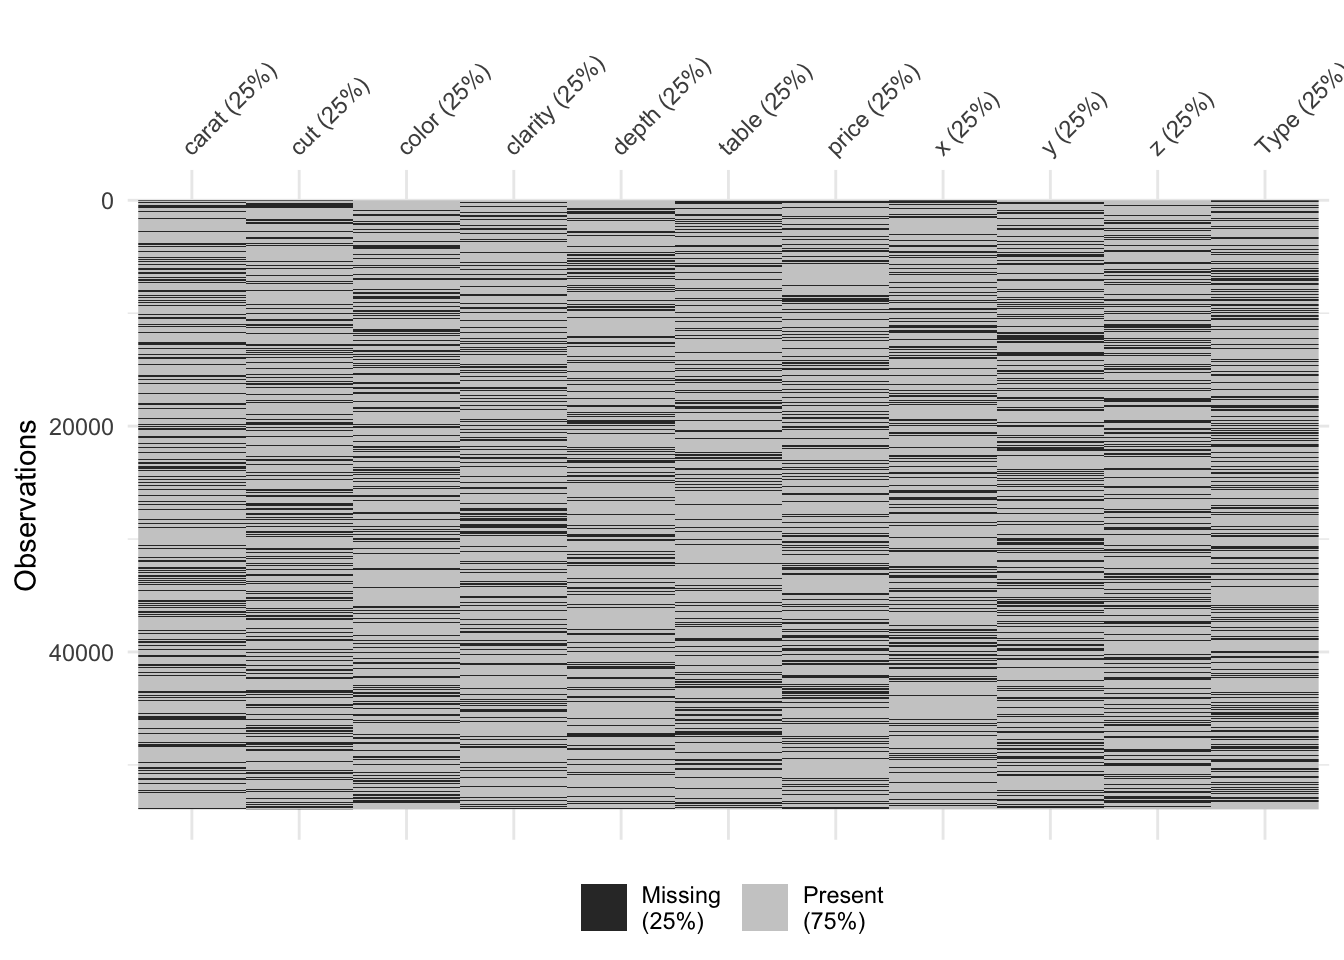 carat (25%)
cut (25%)
color (25%)
clarity (25%)
depth (25%)
table (25%)
price (25%)
x (25%)
y (25%)
z (25%)
Type (25%
0
20000
40000
Observations
Missing
(25%)
Present
(75%)